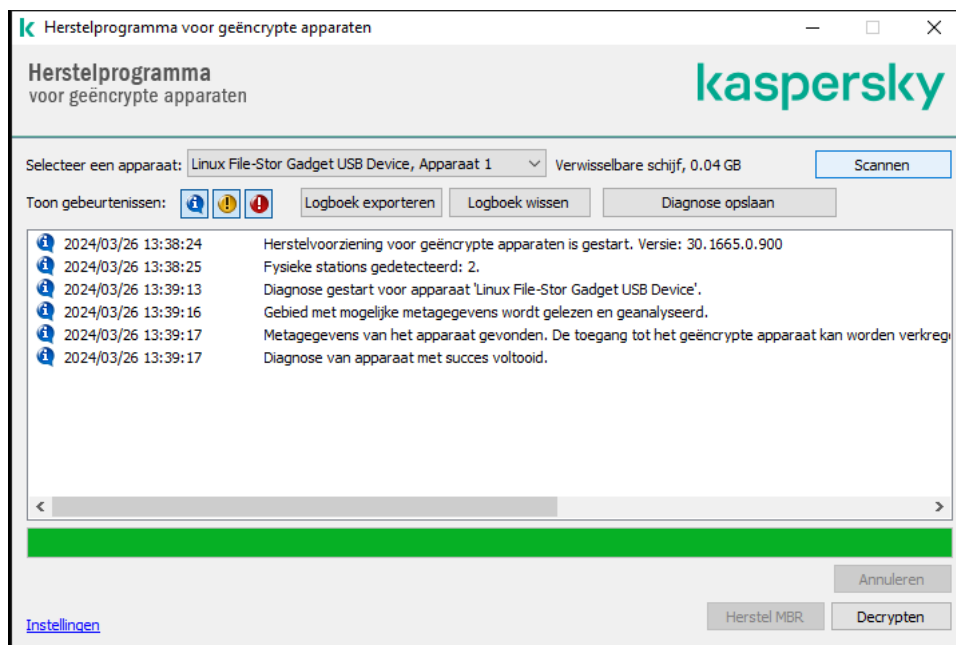 Herstelprogramma voor geëncrypte apparaten
Herstelprogramma
voor geëncrypte apparaten
kaspersky
Selecteer een apparaat: Linux File-Stor Gadget USB Device, Apparaat 1 Verwisselbare schijf, 0.04 GB Scannen
Toon gebeurtenissen: Logboek exporteren Logboek wissen Diagnose opslaan
2024/03/26 13:38:24 Herstelvoorziening voor geëncrypte apparaten is gestart. Versie: 30.1665.0.900
2024/03/26 13:38:25 Fysieke stations gedetecteerd: 2.
2024/03/26 13:39:13 Diagnose gestart voor apparaat 'Linux File-Stor Gadget USB Device'.
2024/03/26 13:39:16 Gebied met mogelijke metagegevens wordt gelezen en geanalyseerd.
2024/03/26 13:39:17 Metagegevens van het apparaat gevonden. De toegang tot het geëncrypte apparaat kan worden verkreg
2024/03/26 13:39:17 Diagnose van apparaat met succes voltooid.
Annuleren
Instellingen Herstel MBR Decrypten